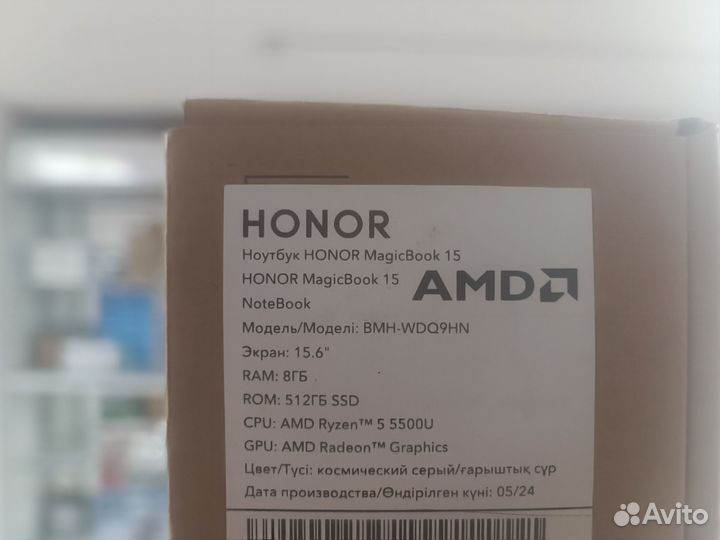 HONOR
Ноутбук HONOR MagicBook 15
HONOR MagicBook 15
AMD
NoteBook
Модель/Моделі: BMH-WDQ9HN
Экран: 15.6"
RAM: 8ГБ
ROM: 512ГБ SSD
CPU: AMD Ryzen™ 5 5500U
GPU: AMD Radeon™ Graphics
Цвет/Түсі: космический серый/ғарыштық сұр
Дата производства/Өндірілген күні: 05/24
Avito